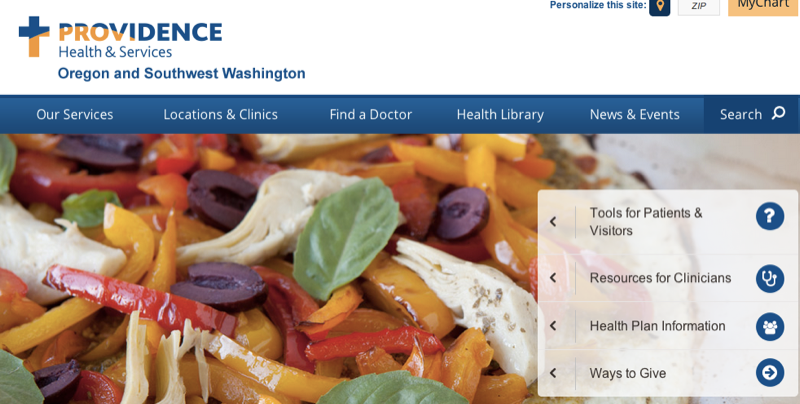 Personalize this site:
ZIP
MyChart
PROVIDENCE
Health & Services
Oregon and Southwest Washington
Our Services
Locations & Clinics
Find a Doctor
Health Library
News & Events
Search
Tools for Patients &
Visitors
?
Resources for Clinicians
Health Plan Information
Ways to Give